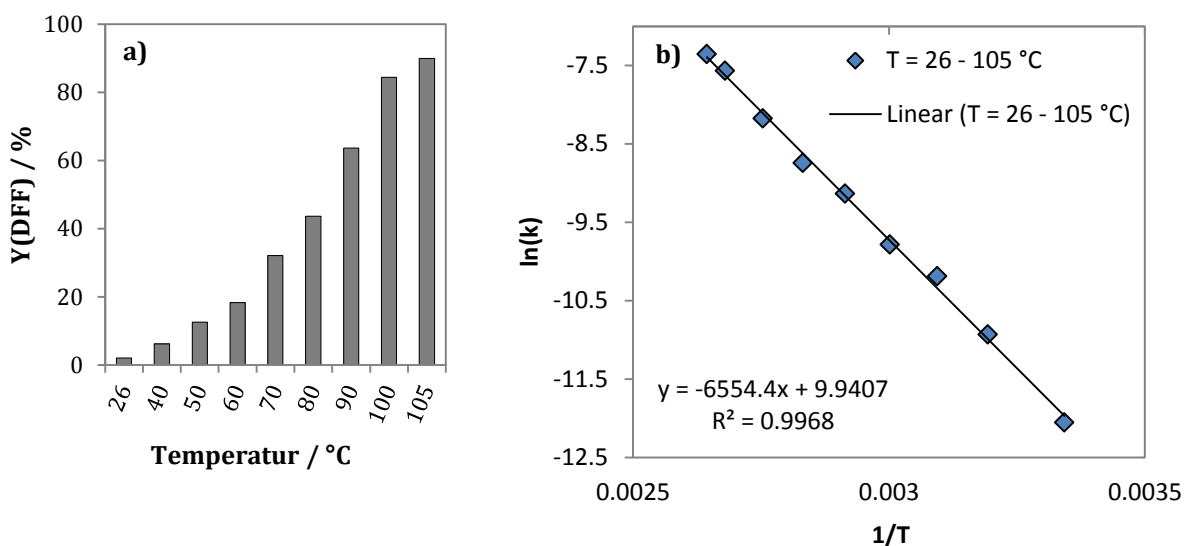 a)
Y(DFF) / %
100
80
60
40
20
0
26
40
50
60
70
80
90
100
105
Temperatur / °C
b)
T = 26 - 105 °C
Linear (T = 26 - 105 °C)
ln(k)
-7.5
-8.5
-9.5
-10.5
-11.5
-12.5
y = -6554.4x + 9.9407
R² = 0.9968
0.0025
0.003
0.0035
1/T